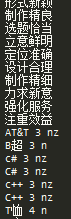 形式新颖
制作精良
选题恰当
立意鲜明
定位准确
设计合理
制作精细
力求新意
强化服务
注重效益
AT&T 3 nz
B超 3 n
c# 3 nz
C# 3 nz
c++ 3 nz
C++ 3 nz
T恤 4 n